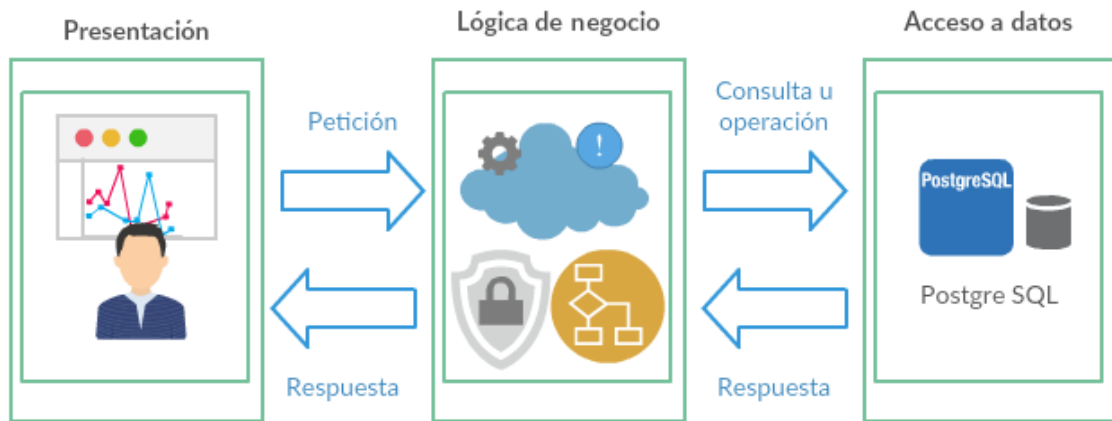 Presentación
Lógica de negocio
Acceso a datos
Petición
Consulta u
operación
!
PostgreSQL
Postgre SQL
Respuesta
Respuesta